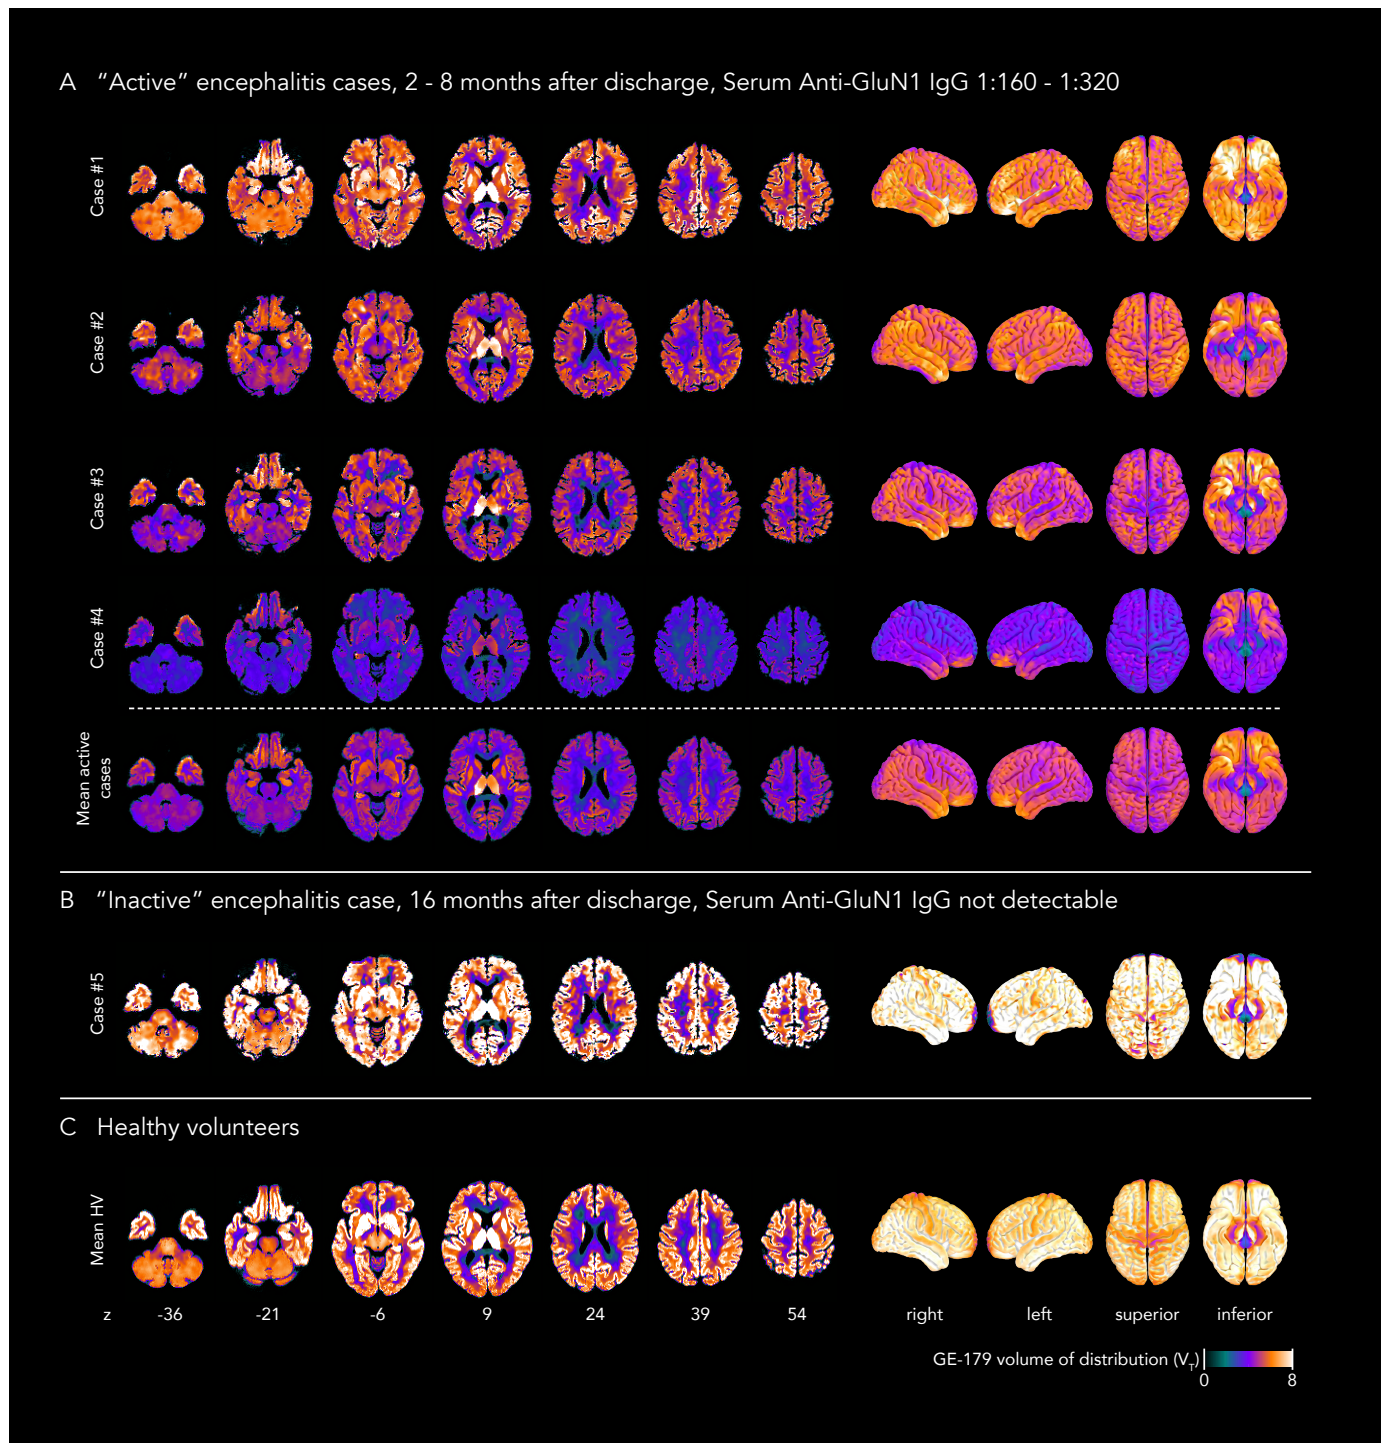 A “Active” encephalitis cases, 2 - 8 months after discharge, Serum Anti-GluN1 IgG 1:160 - 1:320
Case #1
Case #2
Case #3
Case #4
Mean active
cases
B “Inactive” encephalitis case, 16 months after discharge, Serum Anti-GluN1 IgG not detectable
Case #5
C Healthy volunteers
Mean HV
z -36 -21 -6 9 24 39 54 right left superior inferior
GE-179 volume of distribution (V_T)
0 8